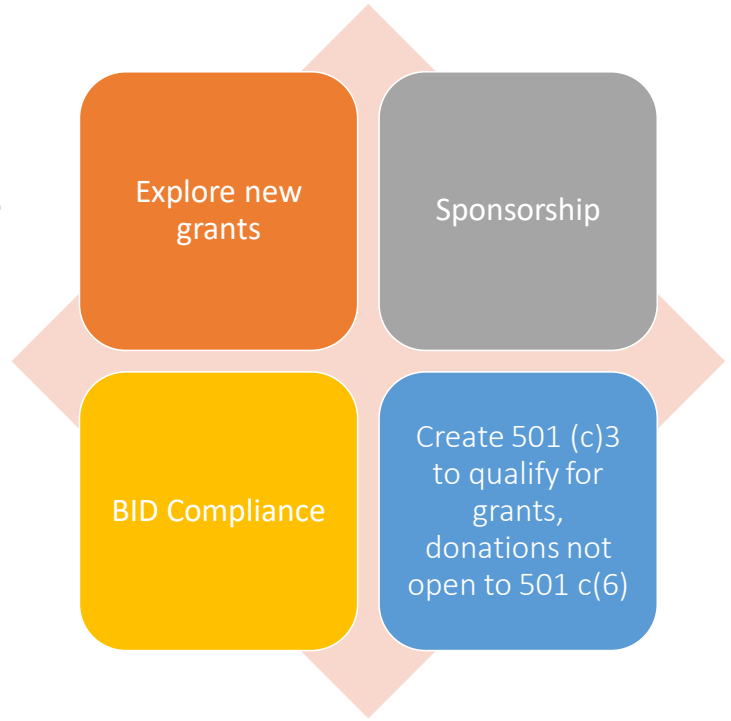 Explore new
grants
Sponsorship
BID Compliance
Create 501 (c)3
to qualify for
grants,
donations not
open to 501 c(6)